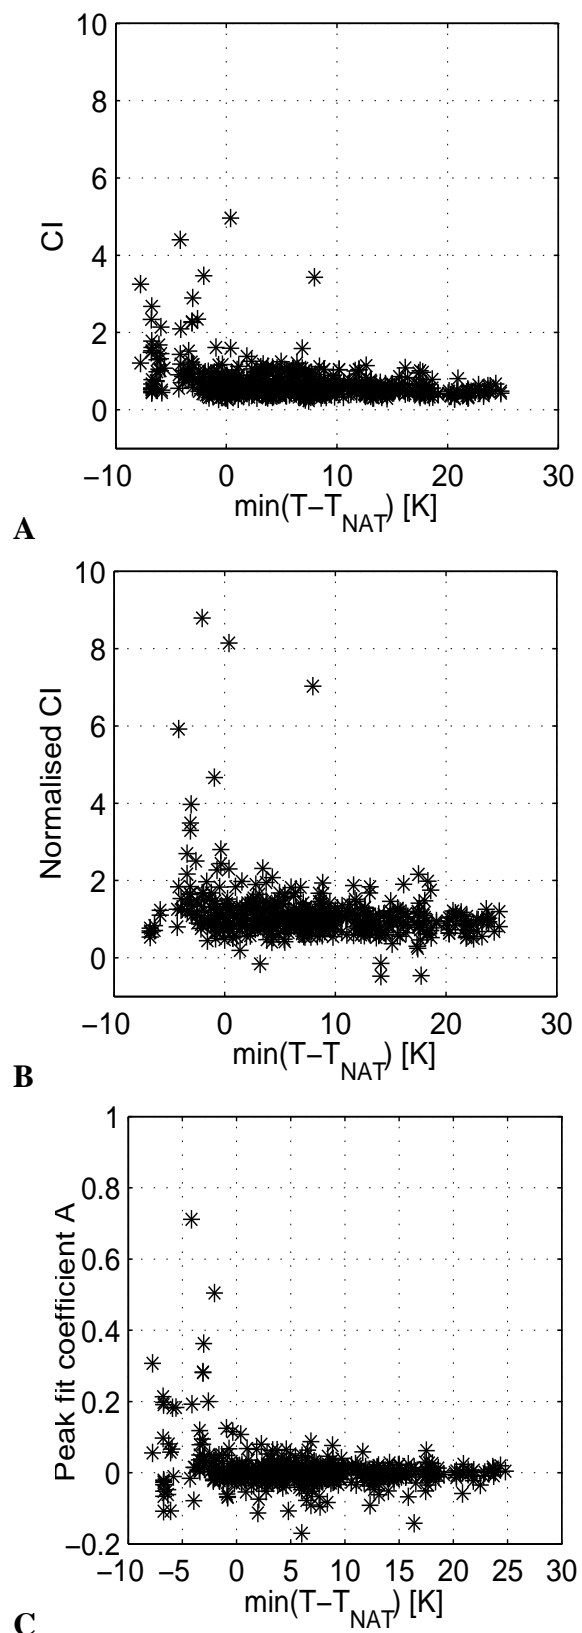 10
8
6
4
2
0
CI
−10 0 10 20 30
min(T−T_NAT) [K]
A
10
8
6
4
2
0
Normalised CI
−10 0 10 20 30
min(T−T_NAT) [K]
B
1
0.8
0.6
0.4
0.2
0
−0.2
Peak fit coefficient A
−10 −5 0 5 10 15 20 25 30
min(T−T_NAT) [K]
C